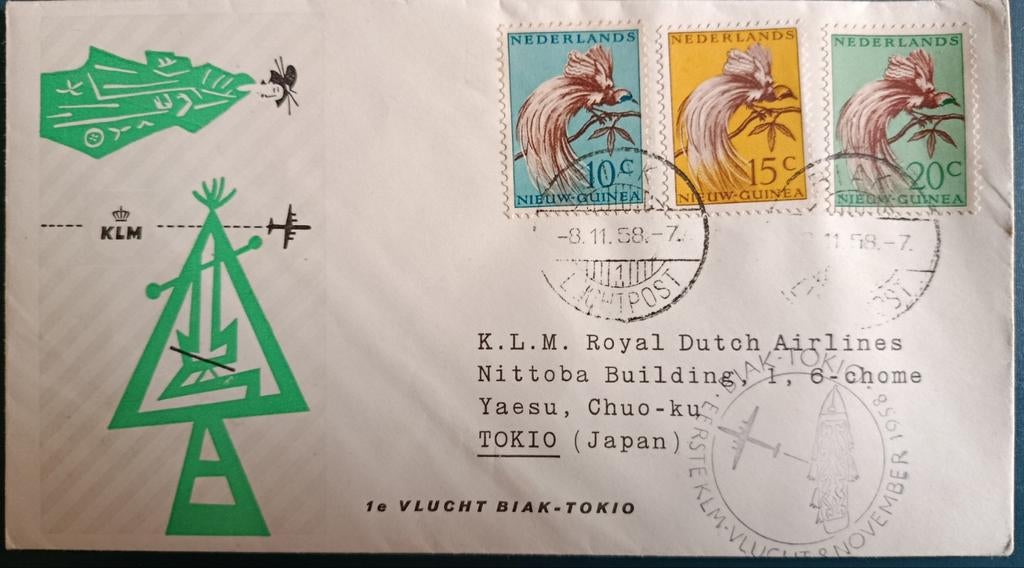 NEDERLANDS
10c
NIEUW-GUINEA
NEDERLANDS
15c
NIEUW-GUINEA
NEDERLANDS
20c
NIEUW-GUINEA
BIAK
-8.11.58.-7.
1
LUCHTPOST
11.58.-7.
KLM
K.L.M. Royal Dutch Airlines
Nittoba Building, 1, 6-chome
Yaesu, Chuo-ku
TOKIO (Japan)
BIAK-TOKIO
EERSTE KLM-VLUCHT 8 NOVEMBER 1958
1e VLUCHT BIAK-TOKIO